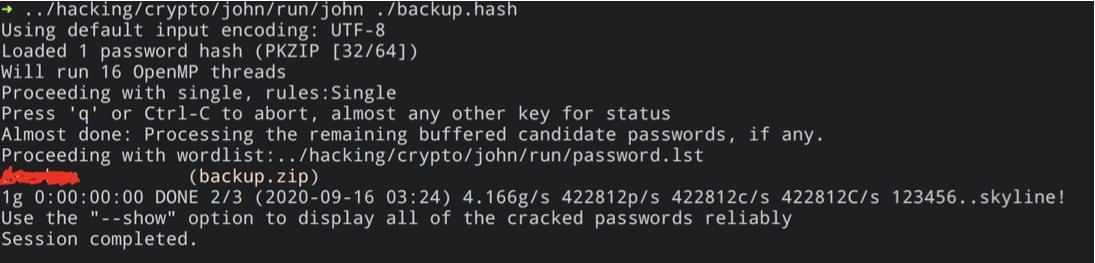 → ../hacking/crypto/john/run/john ./backup.hash
Using default input encoding: UTF-8
Loaded 1 password hash (PKZIP [32/64])
Will run 16 OpenMP threads
Proceeding with single, rules:Single
Press 'q' or Ctrl-C to abort, almost any other key for status
Almost done: Processing the remaining buffered candidate passwords, if any.
Proceeding with wordlist:../hacking/crypto/john/run/password.lst
(backup.zip)
1g 0:00:00:00 DONE 2/3 (2020-09-16 03:24) 4.166g/s 422812p/s 422812c/s 422812C/s 123456..skyline!
Use the "--show" option to display all of the cracked passwords reliably
Session completed.